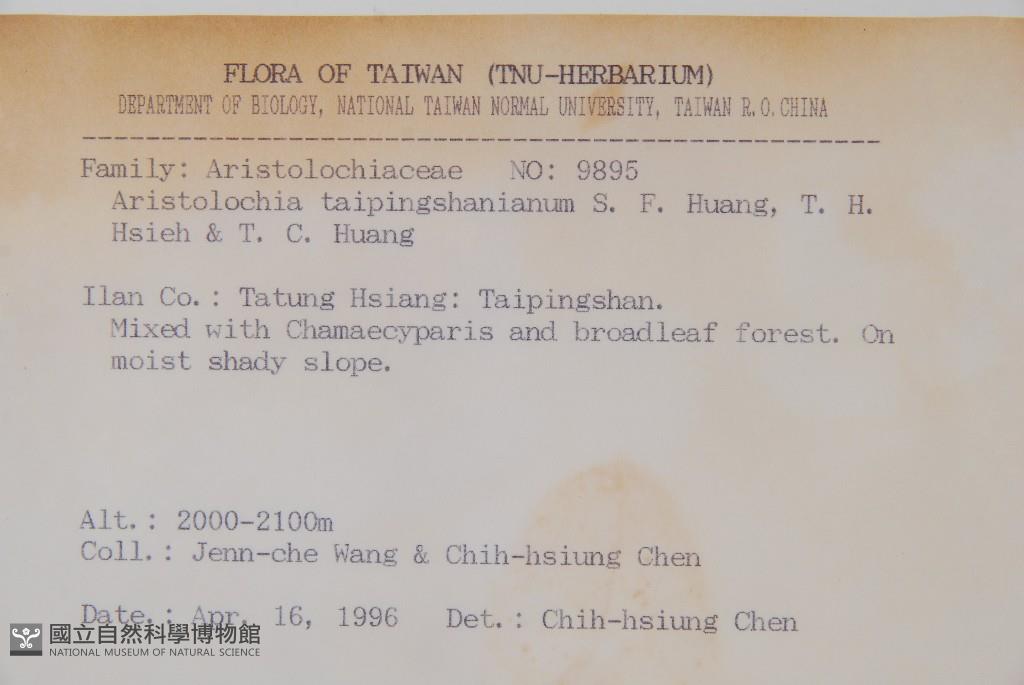 FLORA OF TAIWAN (TNU-HERBARIUM)
DEPARTMENT OF BIOLOGY, NATIONAL TAIWAN NORMAL UNIVERSITY, TAIWAN R.O.CHINA
Family: Aristolochiaceae NO: 9895
Aristolochia taipingshanianum S. F. Huang, T. H.
Hsieh & T. C. Huang
Ilan Co.: Tatung Hsiang: Taipingshan.
Mixed with Chamaecyparis and broadleaf forest. On
moist shady slope.
Alt.: 2000-2100m
Coll.: Jenn-che Wang & Chih-hsiung Chen
Date.: Apr. 16, 1996 Det.: Chih-hsiung Chen
國立自然科學博物館
NATIONAL MUSEUM OF NATURAL SCIENCE